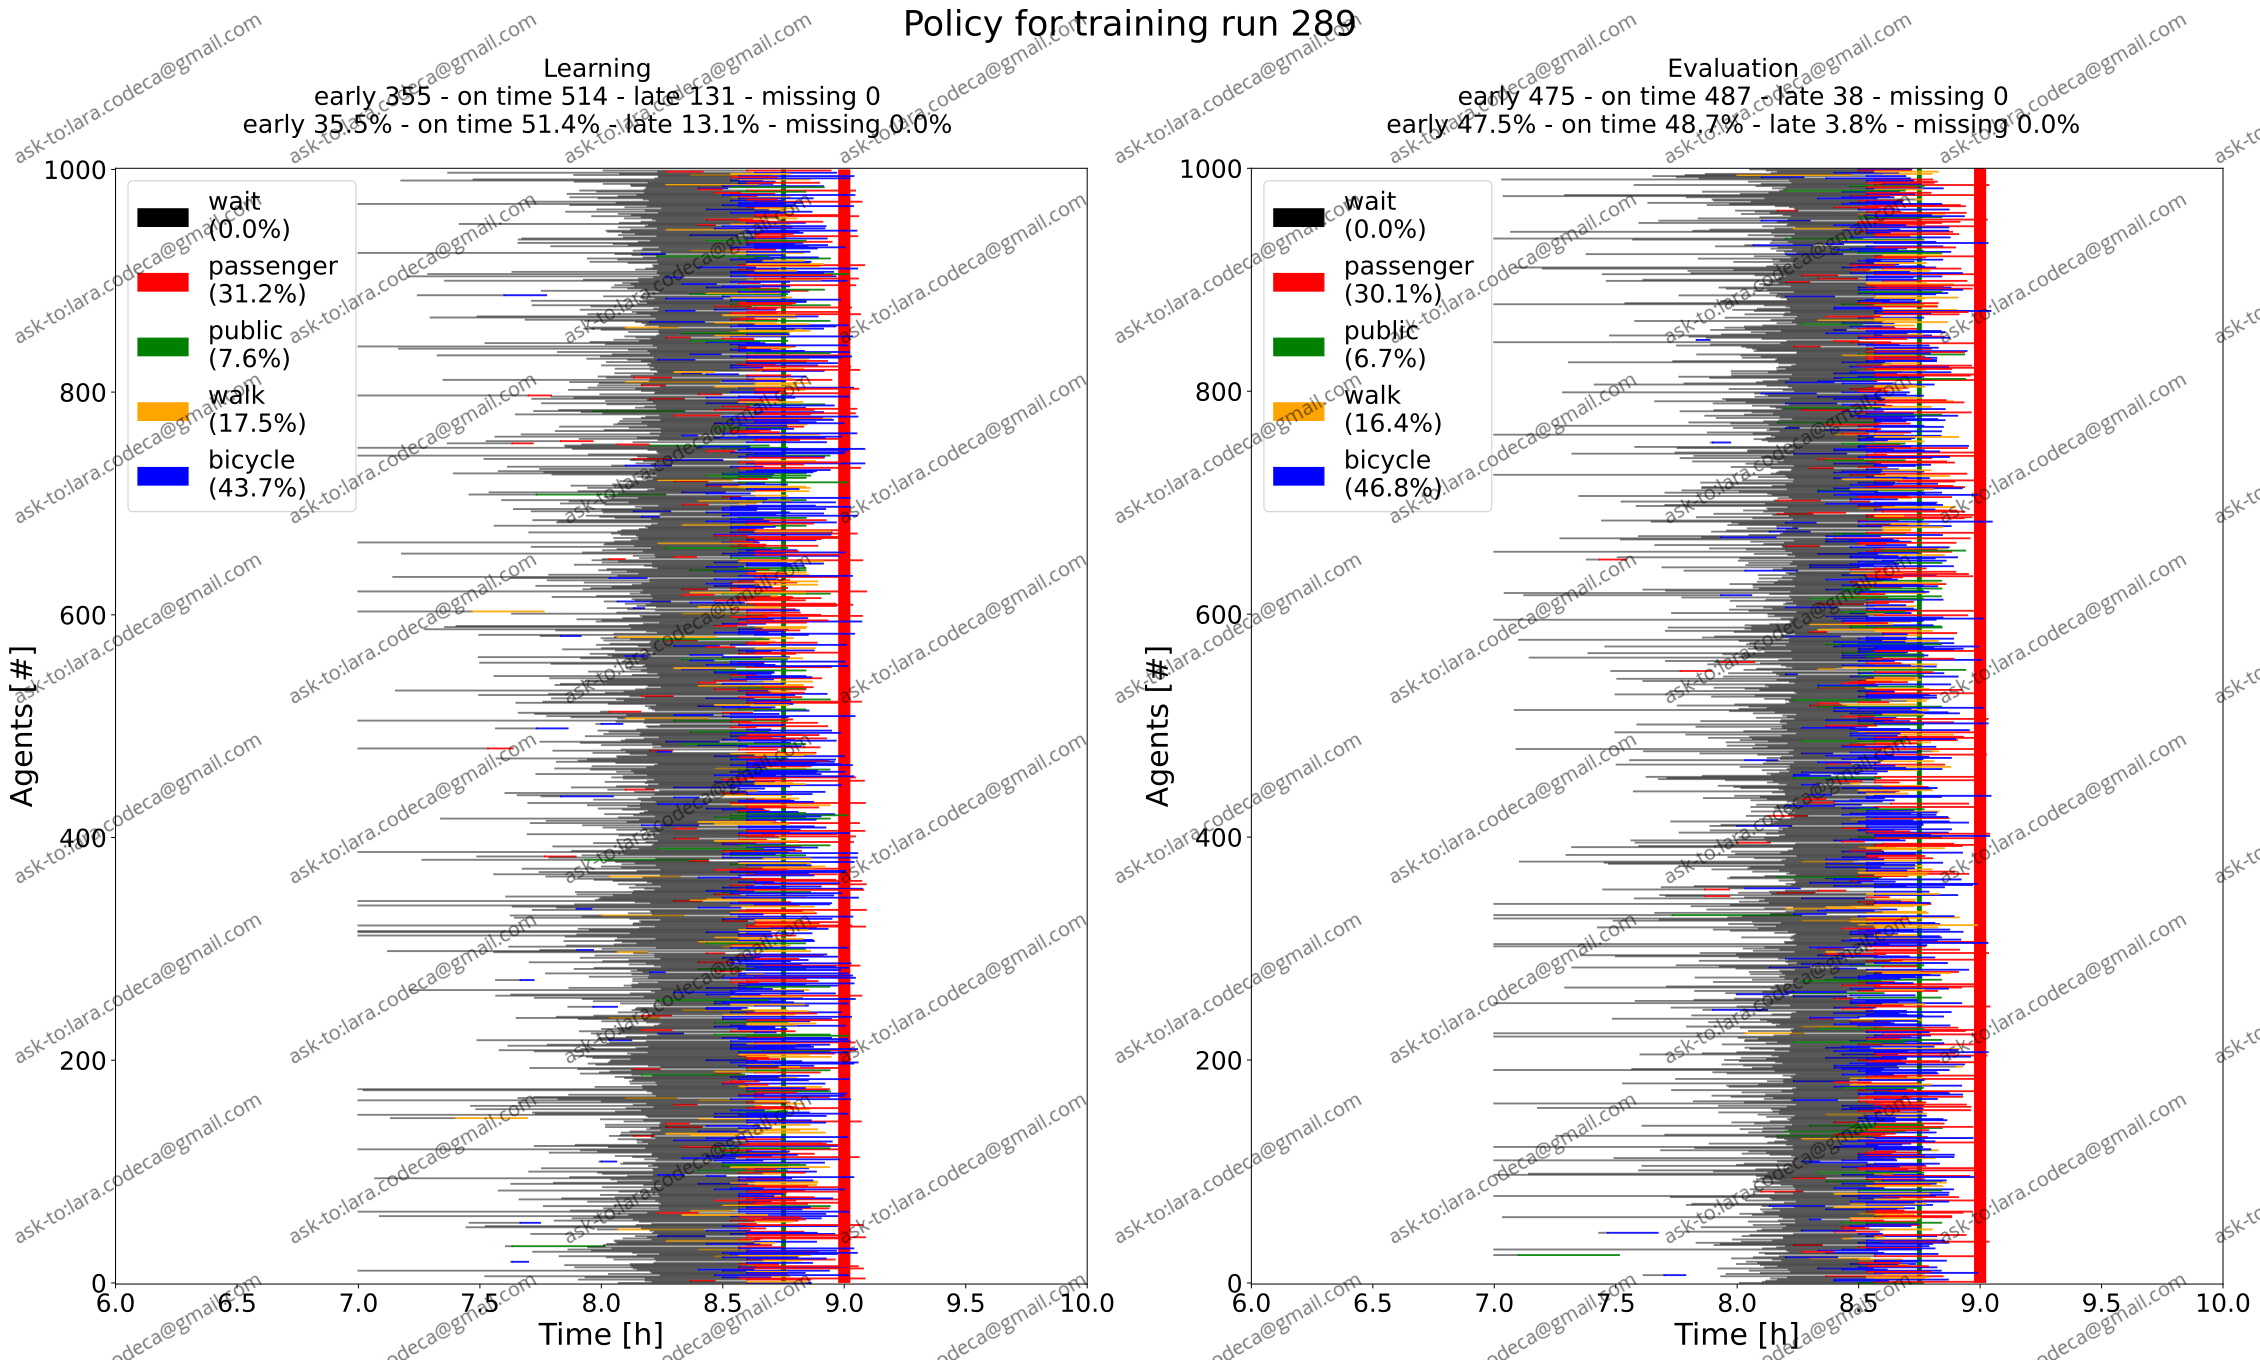 Policy for training run 289
Learning
early 355 - on time 514 - late 131 - missing 0
early 35.5% - on time 51.4% - late 13.1% - missing 0.0%
1000
800
600
400
200
0
Agents [#]
wait
(0.0%)
passenger
(31.2%)
public
(7.6%)
walk
(17.5%)
bicycle
(43.7%)
6.0 6.5 7.0 7.5 8.0 8.5 9.0 9.5 10.0
Time [h]
Evaluation
early 475 - on time 487 - late 38 - missing 0
early 47.5% - on time 48.7% - late 3.8% - missing 0.0%
1000
800
600
400
200
0
Agents [#]
wait
(0.0%)
passenger
(30.1%)
public
(6.7%)
walk
(16.4%)
bicycle
(46.8%)
6.0 6.5 7.0 7.5 8.0 8.5 9.0 9.5 10.0
Time [h]
ask-to:lara.codeca@gmail.com